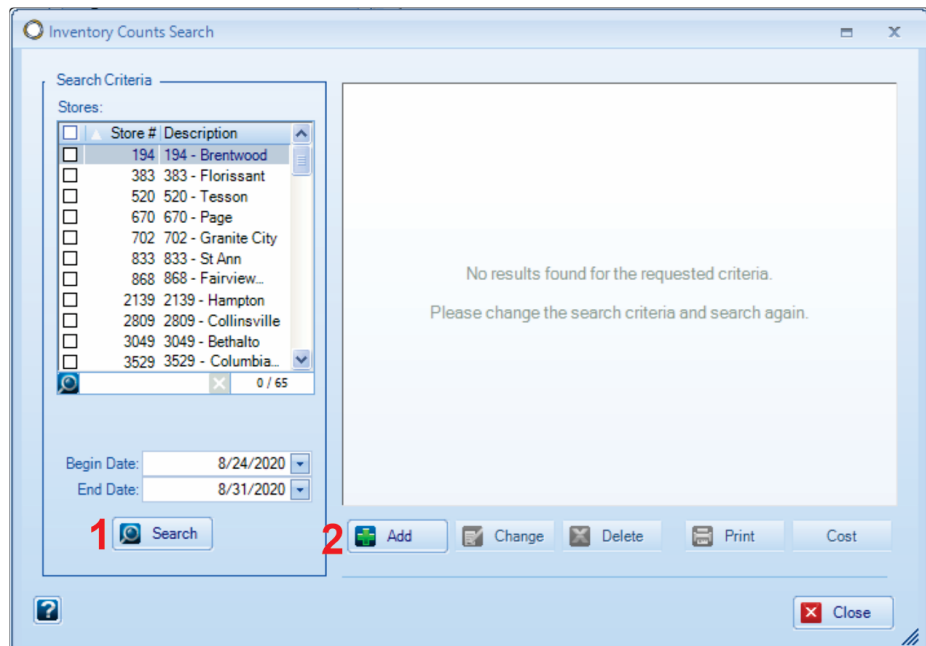 Inventory Counts Search
Search Criteria
Stores:
Store # Description
194 194 - Brentwood
383 383 - Florissant
520 520 - Tesson
670 670 - Page
702 702 - Granite City
833 833 - St Ann
868 868 - Fairview...
2139 2139 - Hampton
2809 2809 - Collinsville
3049 3049 - Bethalto
3529 3529 - Columbia...
0 / 65
Begin Date: 8/24/2020
End Date: 8/31/2020
1 Search
No results found for the requested criteria.
Please change the search criteria and search again.
2 Add Change Delete Print Cost
? Close